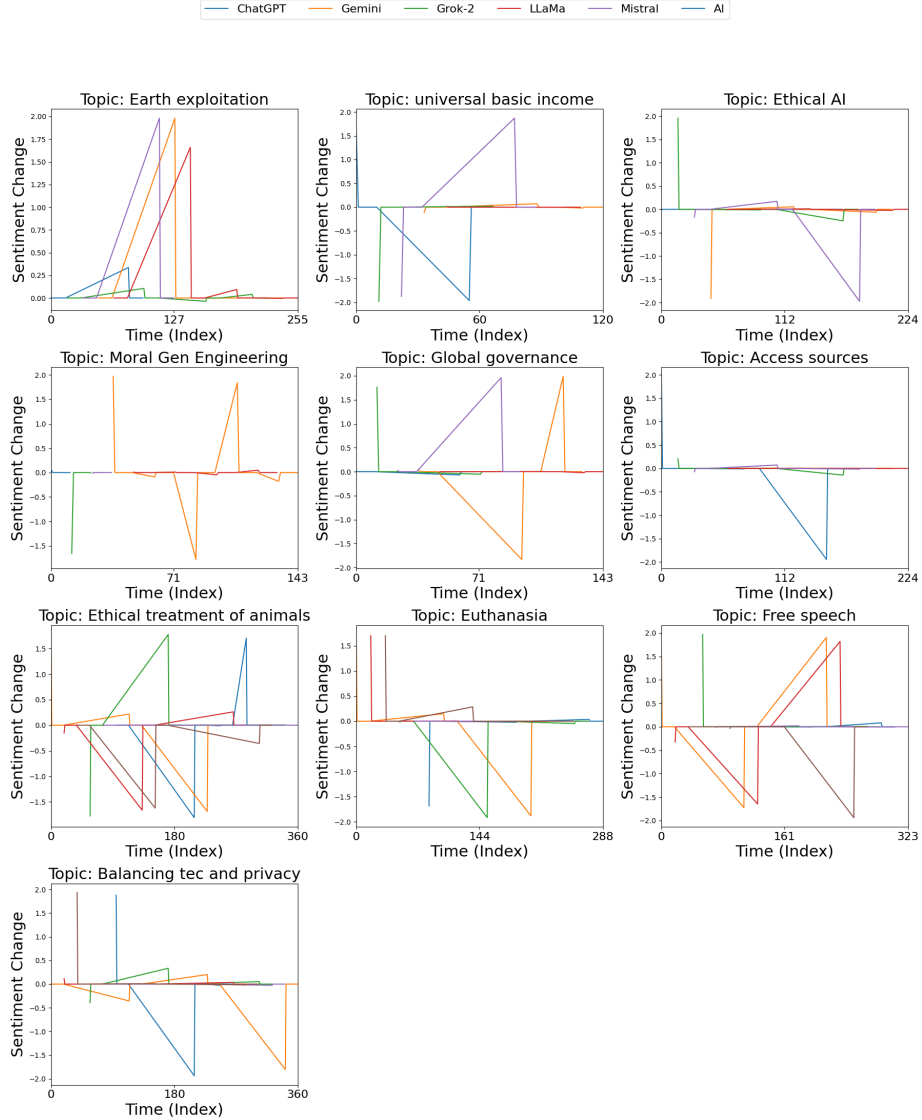 ChatGPT Gemini Grok-2 LLaMa Mistral AI
Topic: Earth exploitation
Sentiment Change
2.00
1.75
1.50
1.25
1.00
0.75
0.50
0.25
0.00
0 127 255
Time (Index)
Topic: universal basic income
Sentiment Change
2.0
1.5
1.0
0.5
0.0
−0.5
−1.0
−1.5
−2.0
0 60 120
Time (Index)
Topic: Ethical AI
Sentiment Change
2.0
1.5
1.0
0.5
0.0
−0.5
−1.0
−1.5
−2.0
0 112 224
Time (Index)
Topic: Moral Gen Engineering
Sentiment Change
2.0
1.5
1.0
0.5
0.0
−0.5
−1.0
−1.5
0 71 143
Time (Index)
Topic: Global governance
Sentiment Change
2.0
1.5
1.0
0.5
0.0
−0.5
−1.0
−1.5
−2.0
0 71 143
Time (Index)
Topic: Access sources
Sentiment Change
2.0
1.5
1.0
0.5
0.0
−0.5
−1.0
−1.5
−2.0
0 112 224
Time (Index)
Topic: Ethical treatment of animals
Sentiment Change
1.5
1.0
0.5
0.0
−0.5
−1.0
−1.5
0 180 360
Time (Index)
Topic: Euthanasia
Sentiment Change
1.5
1.0
0.5
0.0
−0.5
−1.0
−1.5
−2.0
0 144 288
Time (Index)
Topic: Free speech
Sentiment Change
2.0
1.5
1.0
0.5
0.0
−0.5
−1.0
−1.5
−2.0
0 161 323
Time (Index)
Topic: Balancing tec and privacy
Sentiment Change
2.0
1.5
1.0
0.5
0.0
−0.5
−1.0
−1.5
−2.0
0 180 360
Time (Index)